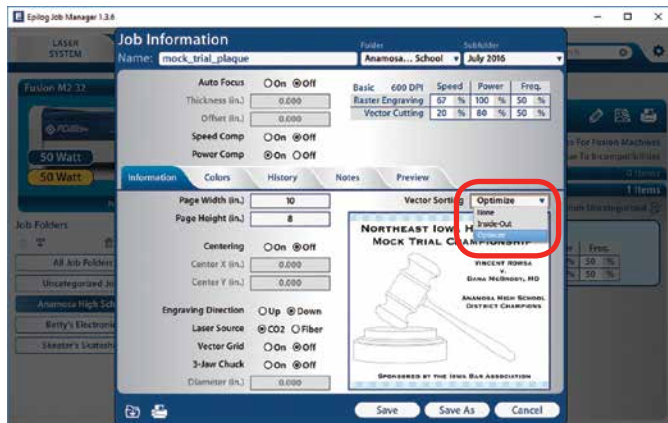 Epilog Job Manager 1.3.6
LASER SYSTEM
Job Information
Folder
Subfolder
Name: mock_trial_plaque
Anamosa... School
July 2016
Fusion M2 32
50 Watt
50 Watt
Auto Focus On Off
Thickness (in.) 0.000
Offset (in.) 0.000
Speed Comp On Off
Power Comp On Off
Basic 600 DPI Speed Power Freq.
Raster Engraving 67 % 100 % 50 %
Vector Cutting 20 % 80 % 50 %
Information Colors History Notes Preview
Page Width (in.) 10
Page Height (in.) 8
Centering On Off
Center X (in.) 0.000
Center Y (in.) 0.000
Engraving Direction Up Down
Laser Source CO2 Fiber
Vector Grid On Off
3-Jaw Chuck On Off
Diameter (in.) 0.000
Vector Sorting Optimize
None
Inside-Out
Optimize
Northeast Iowa H
Mock Trial Championship
Vincent Rowsa
v.
Dana McGrody, MD
Anamosa High School
District Champions
Sponsored by the Iowa Bar Association
Job Folders
All Job Folders
Uncategorized Jo
Anamosa High Sch
Betty's Electroni
Skeeter's Skatesh
For Fusion Machines
0 Items
1 Items
Freq.
% 50 %
% 50 %
Save
Save As
Cancel